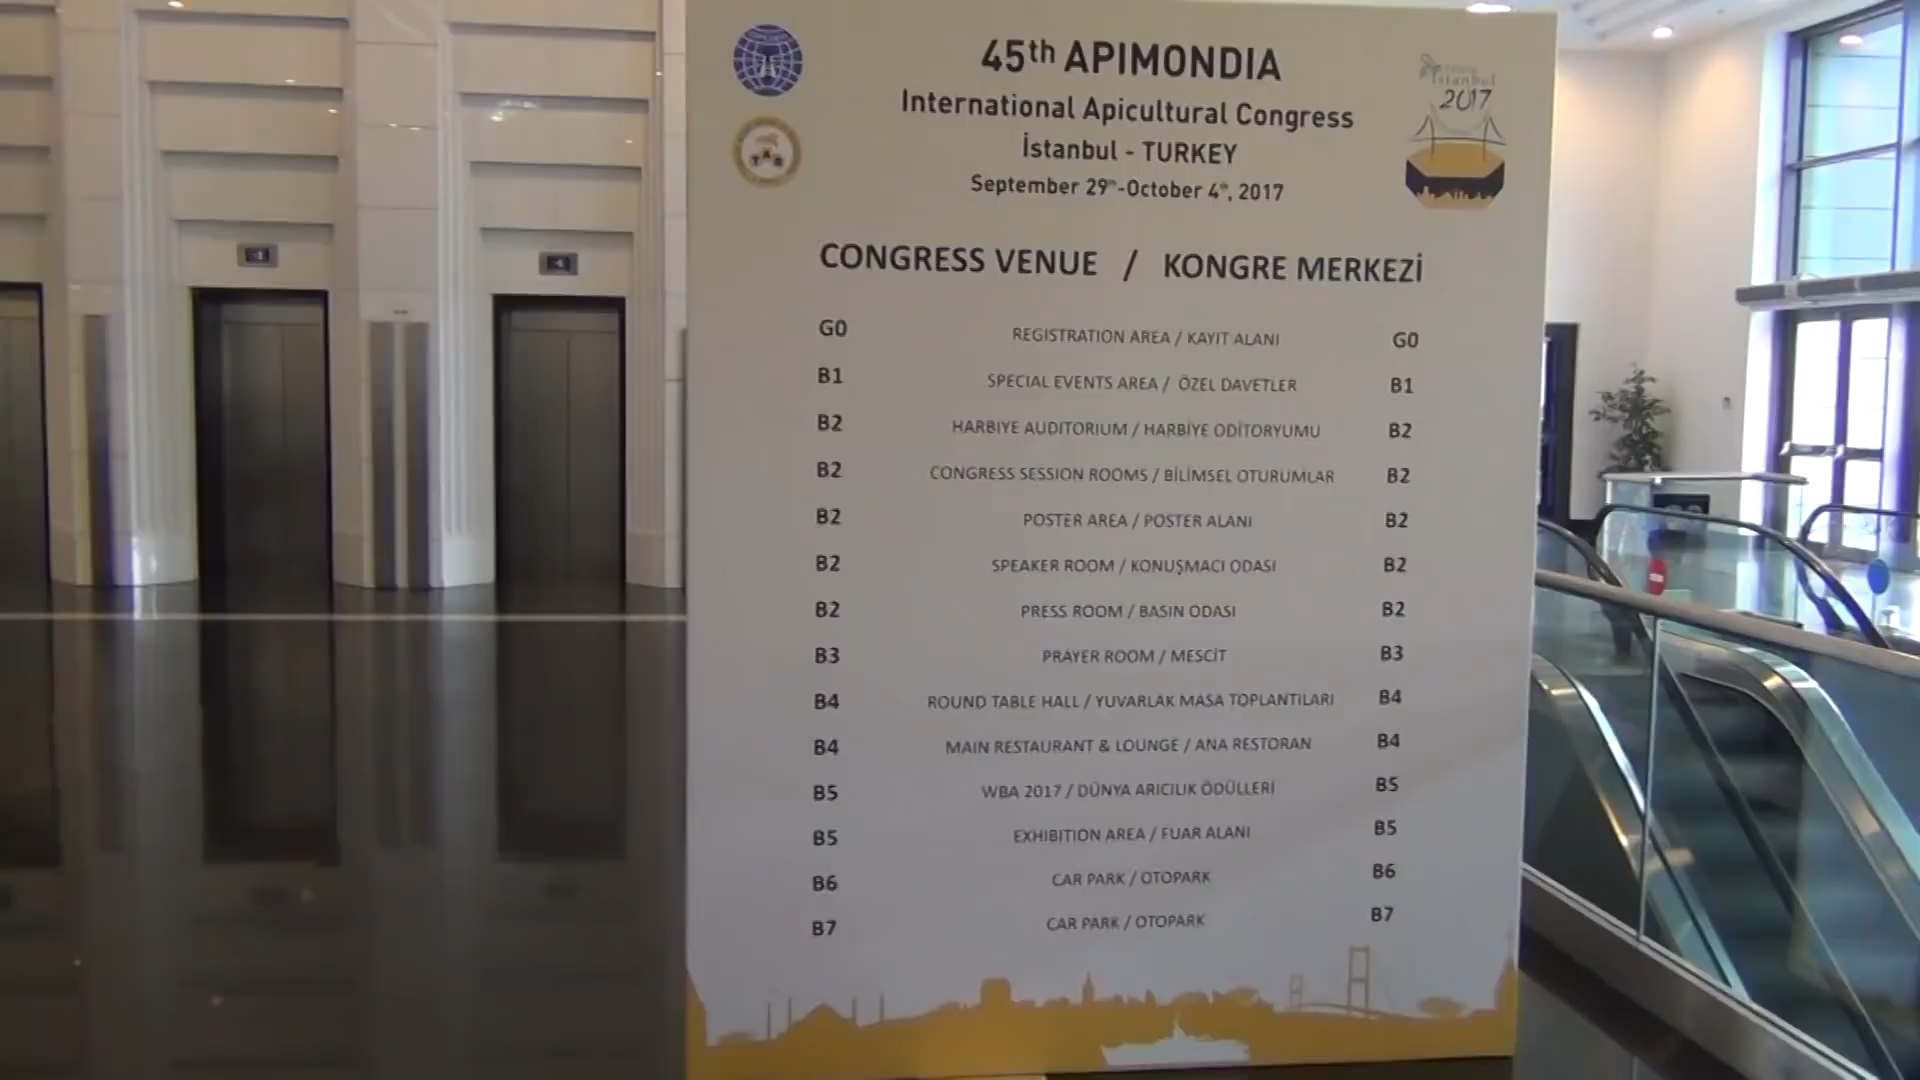 45th APIMONDIA
International Apicultural Congress
İstanbul - TURKEY
September 29th-October 4th, 2017
istanbul
2017
CONGRESS VENUE / KONGRE MERKEZİ
G0 REGISTRATION AREA / KAYIT ALANI G0
B1 SPECIAL EVENTS AREA / ÖZEL DAVETLER B1
B2 HARBIYE AUDITORIUM / HARBİYE ODİTORYUMU B2
B2 CONGRESS SESSION ROOMS / BİLİMSEL OTURUMLAR B2
B2 POSTER AREA / POSTER ALANI B2
B2 SPEAKER ROOM / KONUŞMACI ODASI B2
B2 PRESS ROOM / BASIN ODASI B2
B3 PRAYER ROOM / MESCİT B3
B4 ROUND TABLE HALL / YUVARLAK MASA TOPLANTILARI B4
B4 MAIN RESTAURANT & LOUNGE / ANA RESTORAN B4
B5 WBA 2017 / DÜNYA ARICILIK ÖDÜLLERİ B5
B5 EXHIBITION AREA / FUAR ALANI B5
B6 CAR PARK / OTOPARK B6
B7 CAR PARK / OTOPARK B7